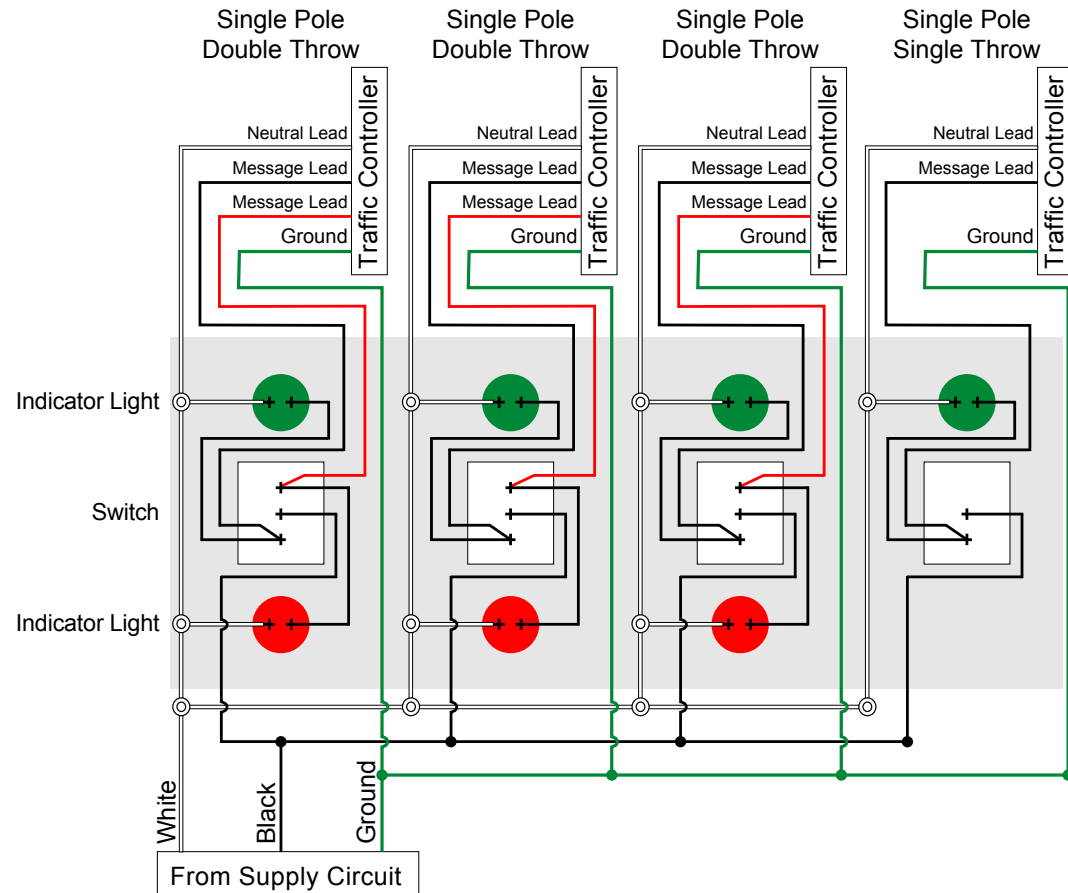 Single Pole
Double Throw
Single Pole
Double Throw
Single Pole
Double Throw
Single Pole
Single Throw
Neutral Lead
Message Lead
Message Lead
Ground
Traffic Controller
Neutral Lead
Message Lead
Message Lead
Ground
Traffic Controller
Neutral Lead
Message Lead
Message Lead
Ground
Traffic Controller
Neutral Lead
Message Lead
Ground
Traffic Controller
Indicator Light
Switch
Indicator Light
White
Black
Ground
From Supply Circuit